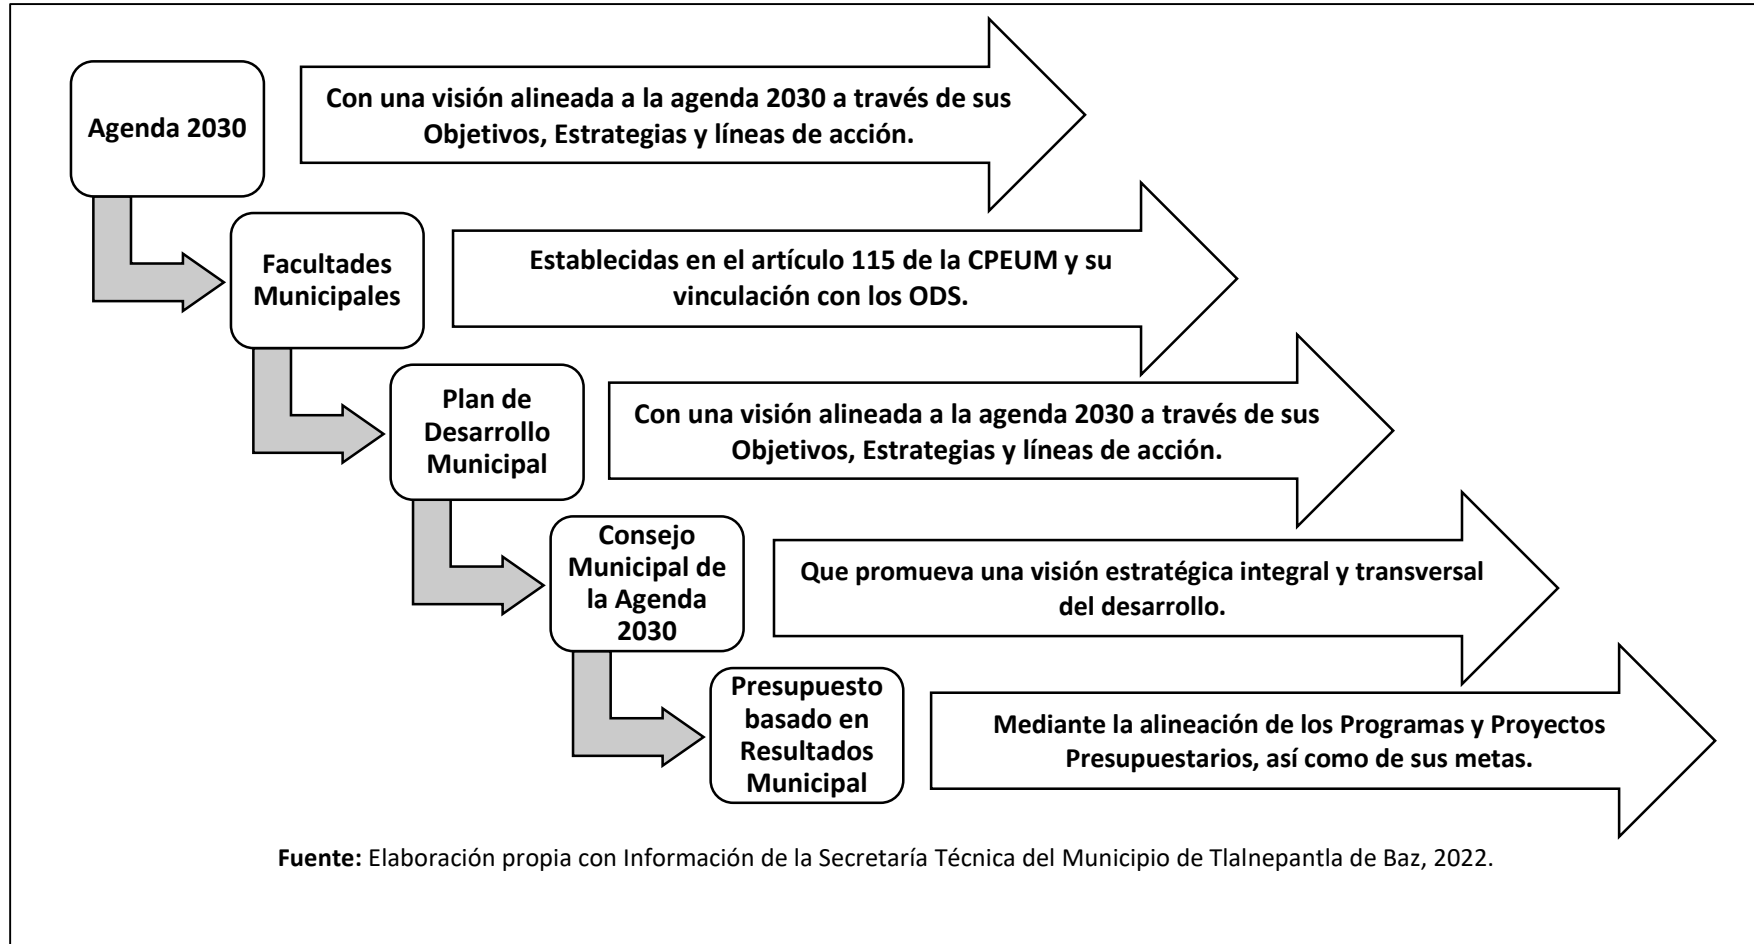 Agenda 2030
Con una visión alineada a la agenda 2030 a través de sus
Objetivos, Estrategias y líneas de acción.
Facultades
Municipales
Establecidas en el artículo 115 de la CPEUM y su
vinculación con los ODS.
Plan de
Desarrollo
Municipal
Con una visión alineada a la agenda 2030 a través de sus
Objetivos, Estrategias y líneas de acción.
Consejo
Municipal de
la Agenda
2030
Que promueva una visión estratégica integral y transversal
del desarrollo.
Presupuesto
basado en
Resultados
Municipal
Mediante la alineación de los Programas y Proyectos
Presupuestarios, así como de sus metas.
Fuente: Elaboración propia con Información de la Secretaría Técnica del Municipio de Tlalnepantla de Baz, 2022.